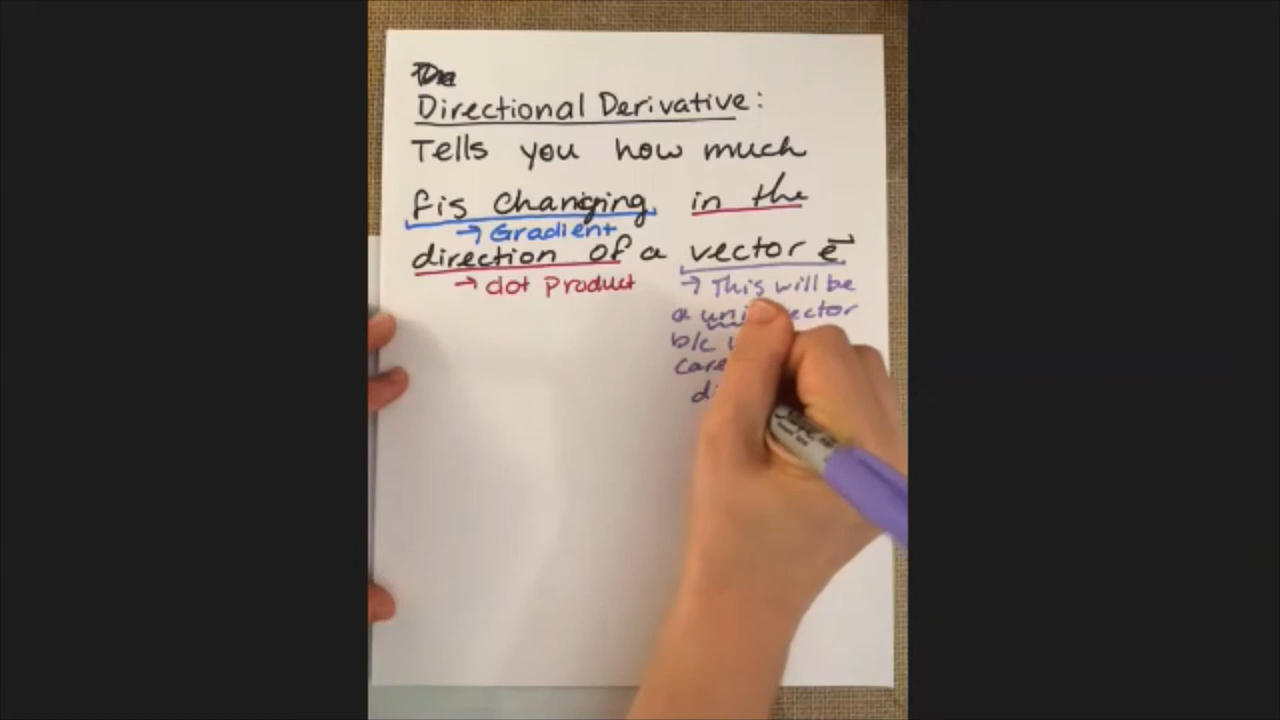 Directional Derivative:
Tells you how much
f is changing in the
→ Gradient
direction of a vector e⃗
→ dot product
→ This will be
a
b/c